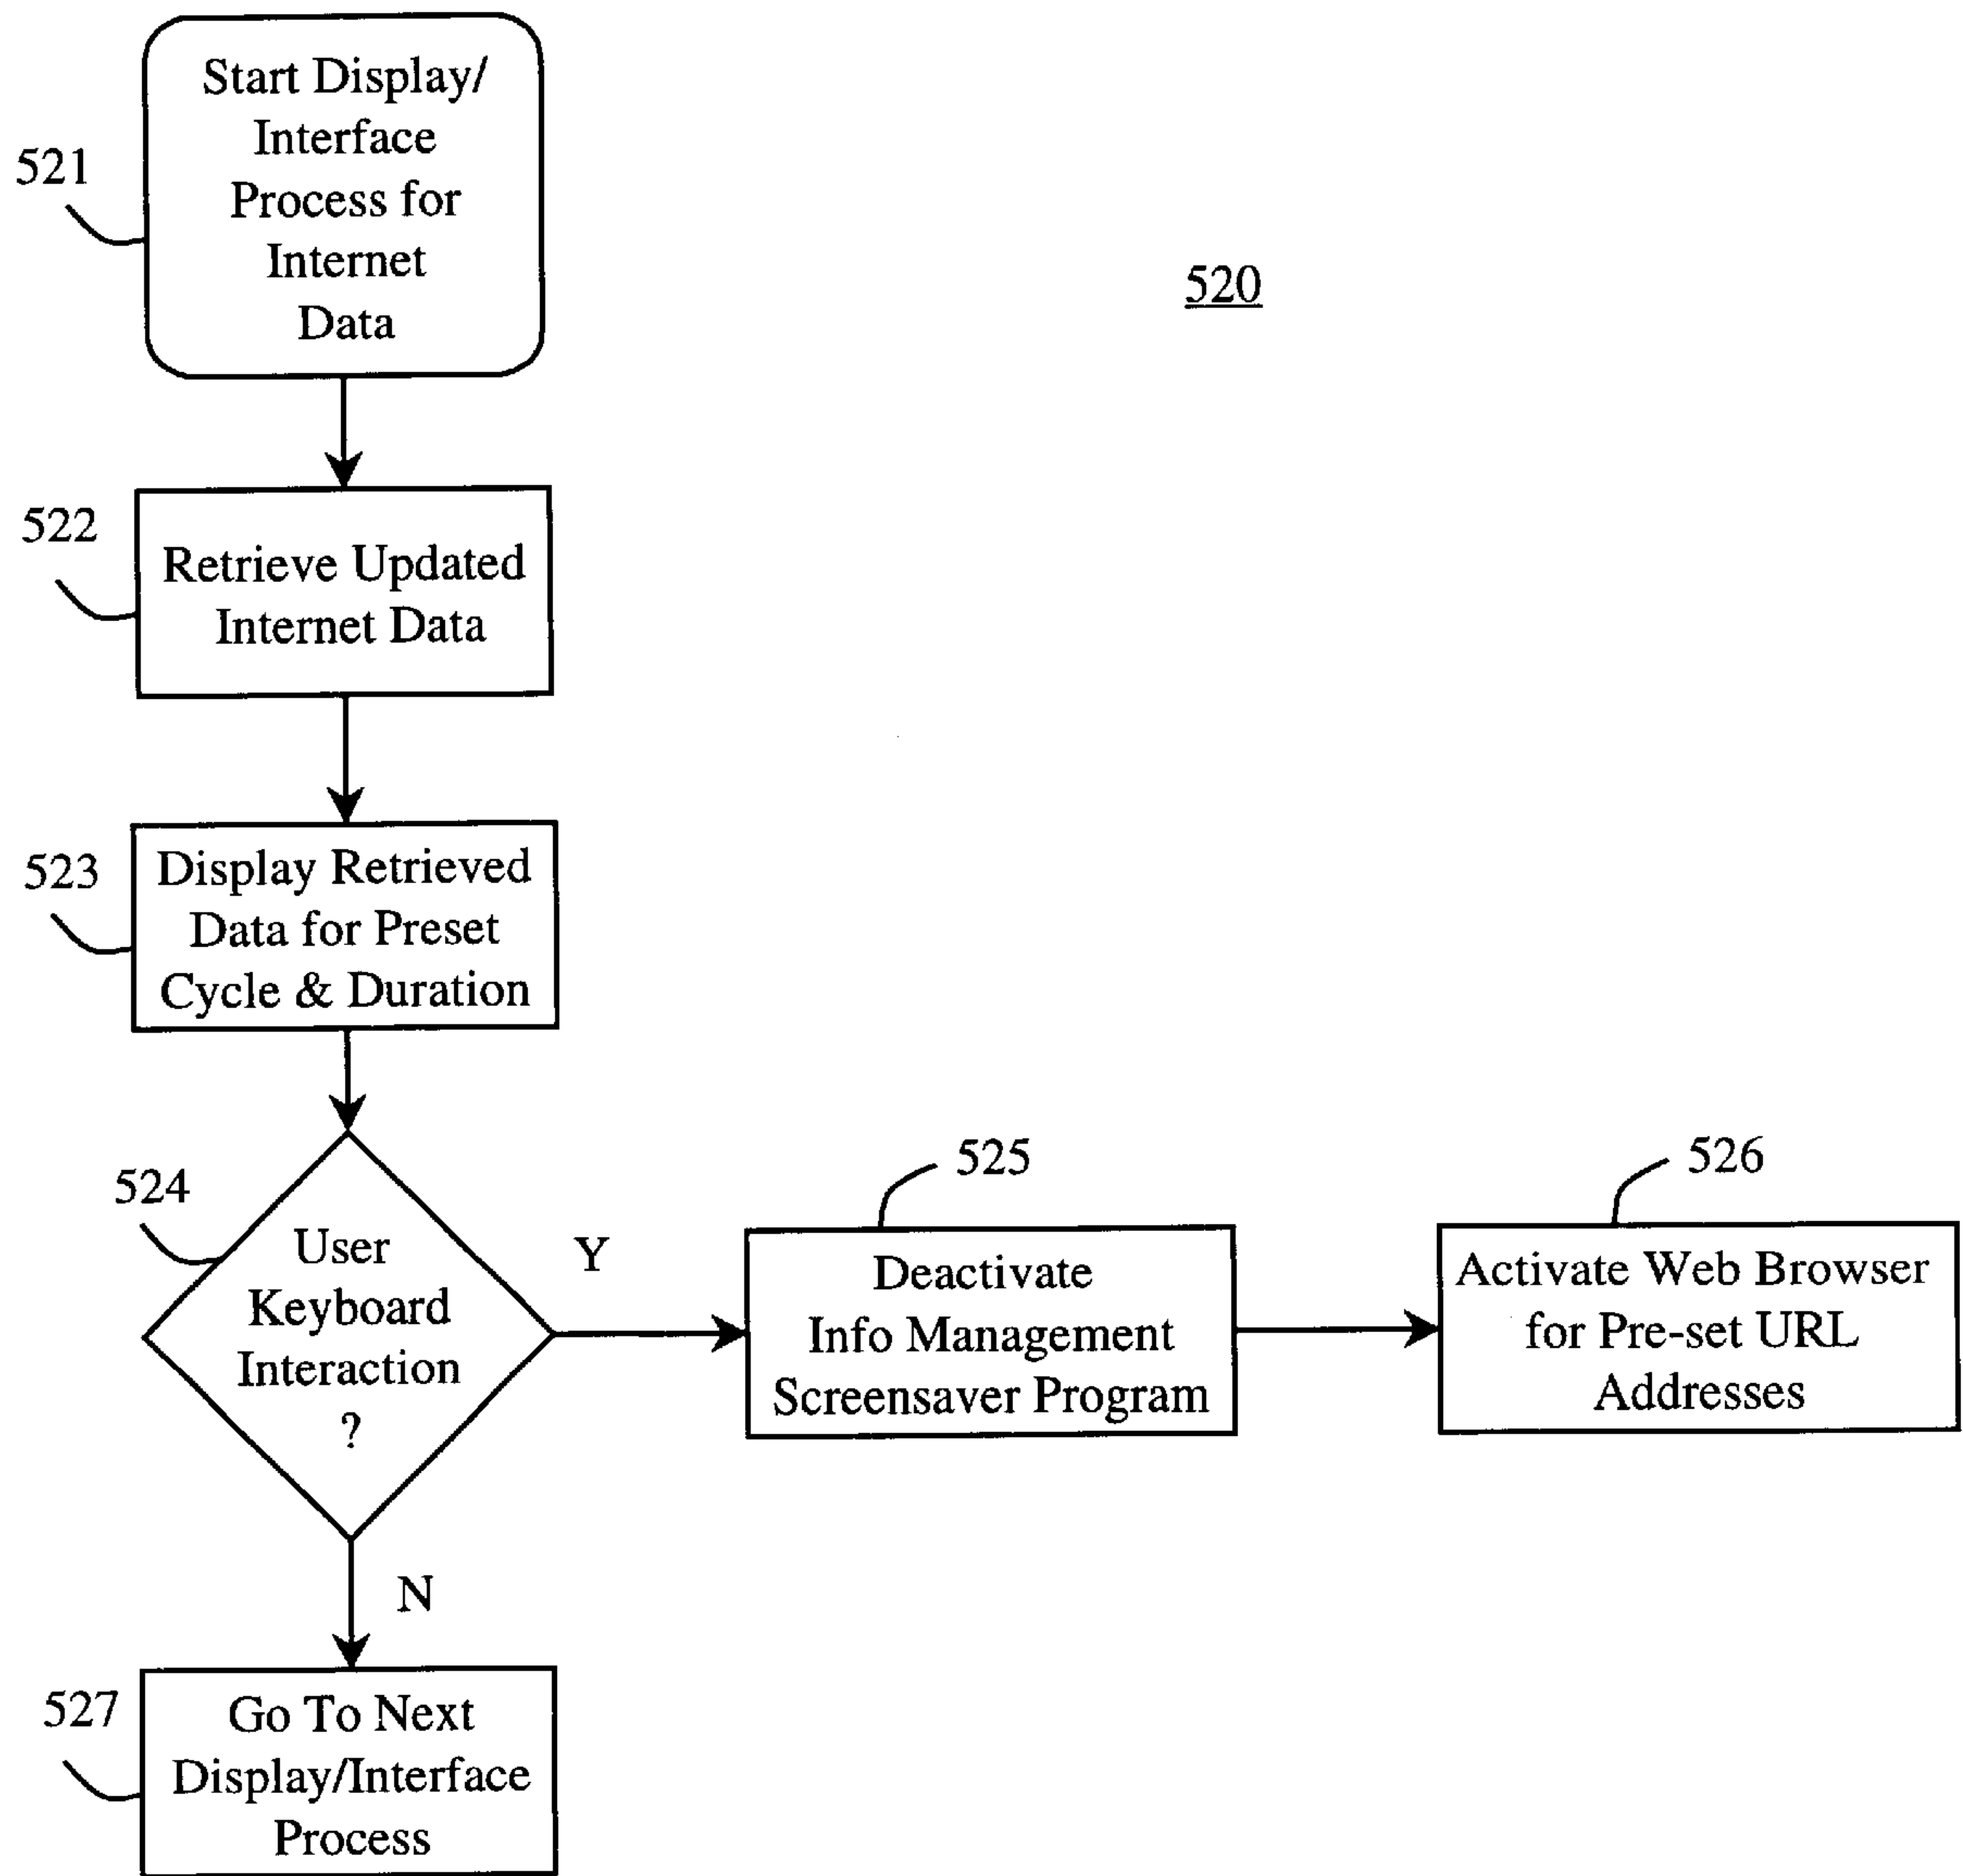 Start Display/
Interface
Process for
Internet
Data
521
520
522
Retrieve Updated
Internet Data
523
Display Retrieved
Data for Preset
Cycle & Duration
524
User
Keyboard
Interaction
?
Y
525
Deactivate
Info Management
Screensaver Program
526
Activate Web Browser
for Pre-set URL
Addresses
N
527
Go To Next
Display/Interface
Process